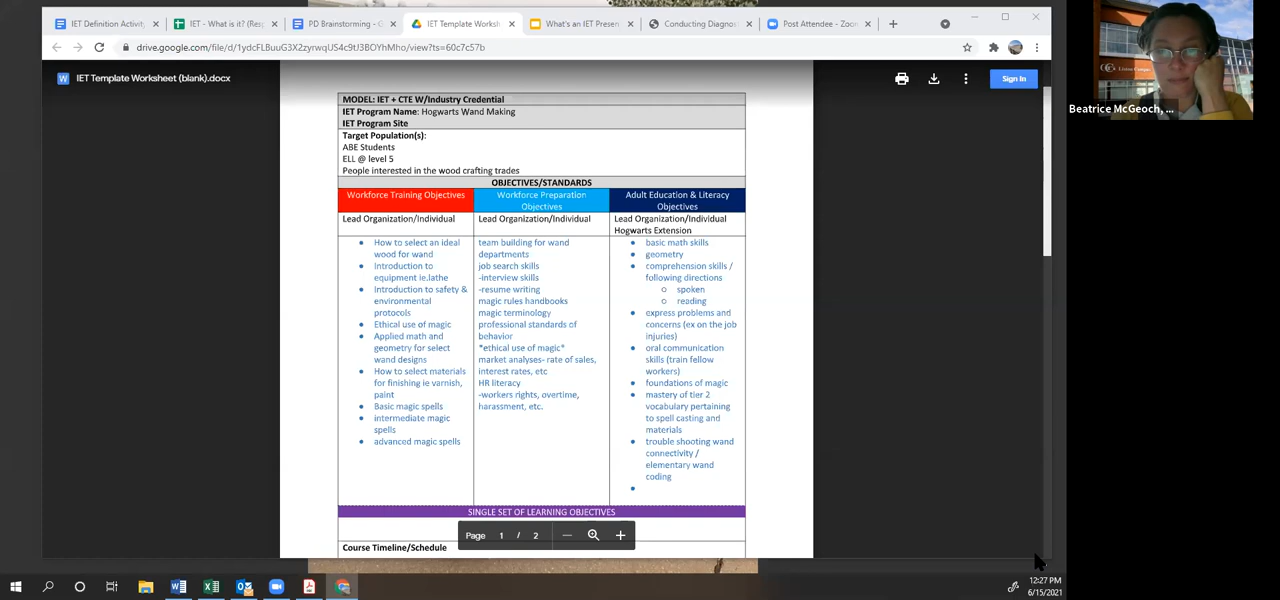 IET Definition Activity
IET - What is it? (Resp
PD Brainstorming - G
IET Template Worksh
What's an IET Presen
Conducting Diagnos
Post Attendee - Zoom
drive.google.com/file/d/1ydcFLBuuG3X2zyrwqUS4c9tJ3BOYhMho/view?ts=60c7c57b
IET Template Worksheet (blank).docx
Sign In
Beatrice McGeoch, ...
MODEL: IET + CTE W/Industry Credential
IET Program Name: Hogwarts Wand Making
IET Program Site
Target Population(s):
ABE Students
ELL @ level 5
People interested in the wood crafting trades
OBJECTIVES/STANDARDS
Workforce Training Objectives
Workforce Preparation
Objectives
Adult Education & Literacy
Objectives
Lead Organization/Individual
Lead Organization/Individual
Lead Organization/Individual
Hogwarts Extension
How to select an ideal
wood for wand
Introduction to
equipment ie.lathe
Introduction to safety &
environmental
protocols
Ethical use of magic
Applied math and
geometry for select
wand designs
How to select materials
for finishing ie varnish,
paint
Basic magic spells
intermediate magic
spells
advanced magic spells
team building for wand
departments
job search skills
-interview skills
-resume writing
magic rules handbooks
magic terminology
professional standards of
behavior
*ethical use of magic*
market analyses- rate of sales,
interest rates, etc
HR literacy
-workers rights, overtime,
harassment, etc.
basic math skills
geometry
comprehension skills /
following directions
spoken
reading
express problems and
concerns (ex on the job
injuries)
oral communication
skills (train fellow
workers)
foundations of magic
mastery of tier 2
vocabulary pertaining
to spell casting and
materials
trouble shooting wand
connectivity /
elementary wand
coding
SINGLE SET OF LEARNING OBJECTIVES
Page 1 / 2
Course Timeline/Schedule
12:27 PM
6/15/2021